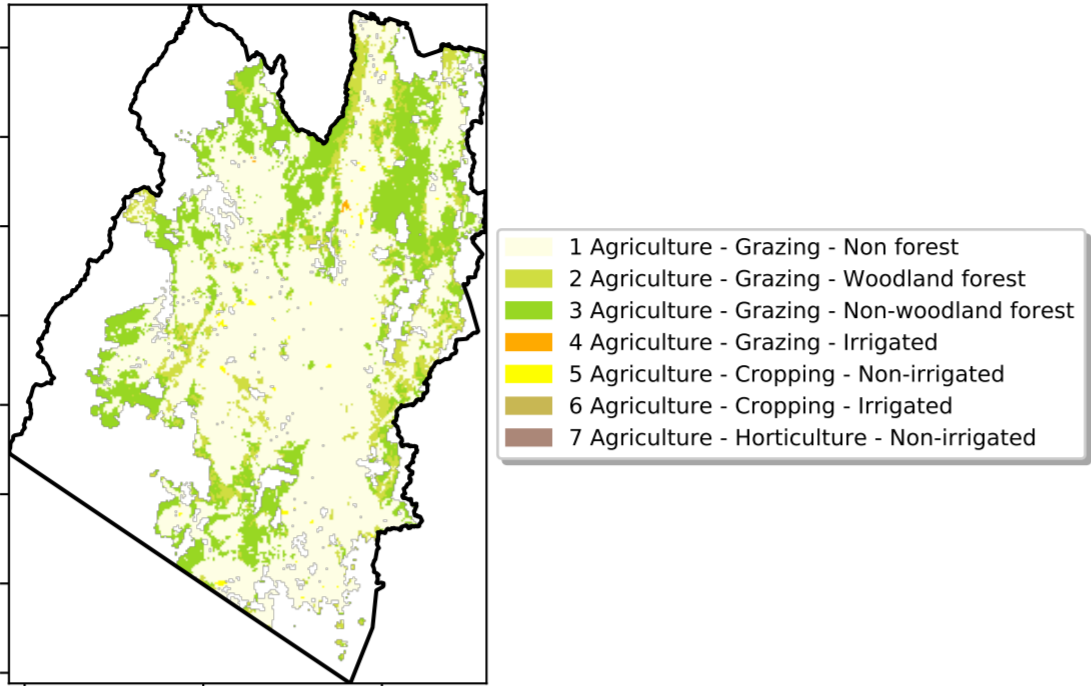 1 Agriculture - Grazing - Non forest
2 Agriculture - Grazing - Woodland forest
3 Agriculture - Grazing - Non-woodland forest
4 Agriculture - Grazing - Irrigated
5 Agriculture - Cropping - Non-irrigated
6 Agriculture - Cropping - Irrigated
7 Agriculture - Horticulture - Non-irrigated